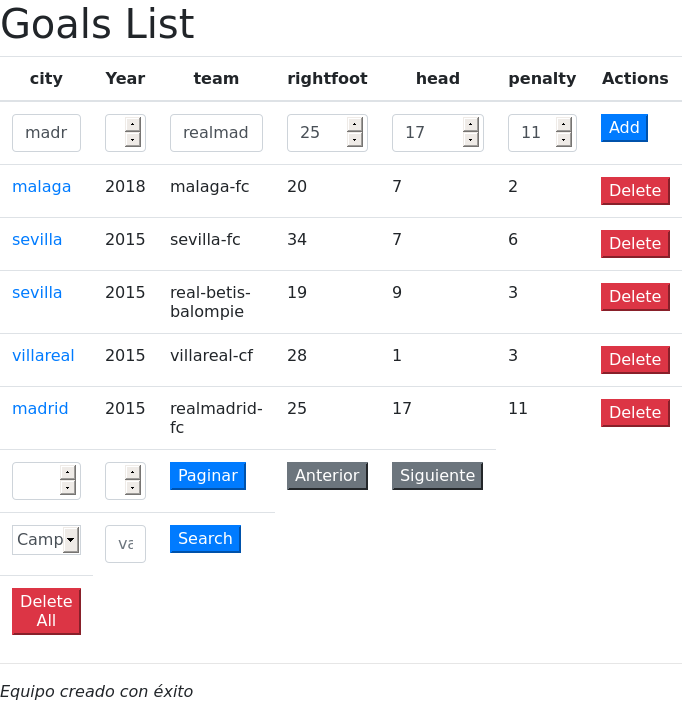 Goals List
city Year team rightfoot head penalty Actions
madr realmad 25 17 11 Add
malaga 2018 malaga-fc 20 7 2 Delete
sevilla 2015 sevilla-fc 34 7 6 Delete
sevilla 2015 real-betis- 19 9 3 Delete
balompie
villareal 2015 villareal-cf 28 1 3 Delete
madrid 2015 realmadrid- 25 17 11 Delete
fc
Paginar Anterior Siguiente
Camp va Search
Delete
All
Equipo creado con éxito